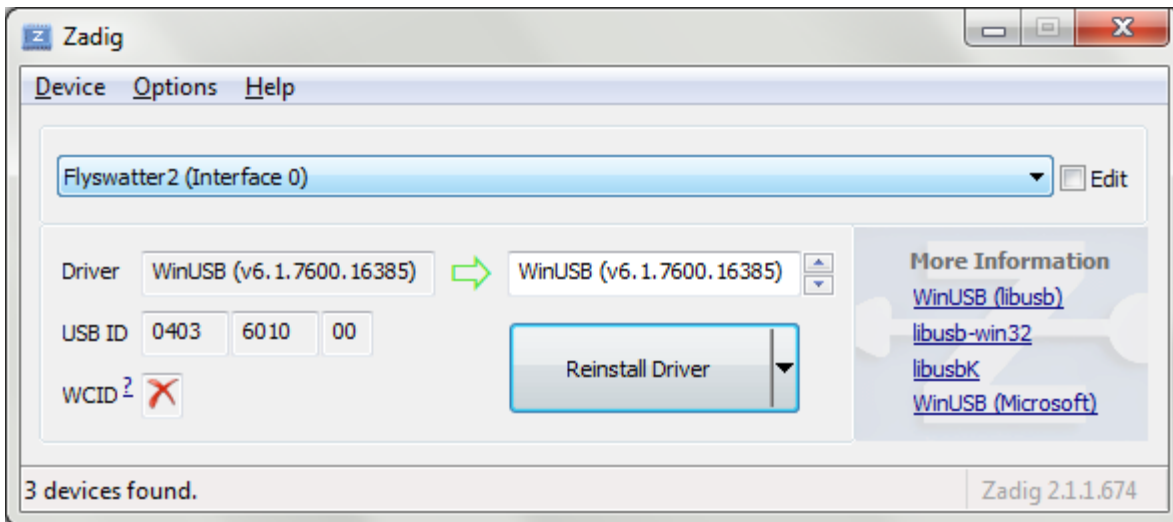 Zadig
Device Options Help
Flyswatter2 (Interface 0) Edit
Driver WinUSB (v6.1.7600.16385) WinUSB (v6.1.7600.16385)
USB ID 0403 6010 00
WCID ?
Reinstall Driver
More Information
WinUSB (libusb)
libusb-win32
libusbK
WinUSB (Microsoft)
3 devices found. Zadig 2.1.1.674